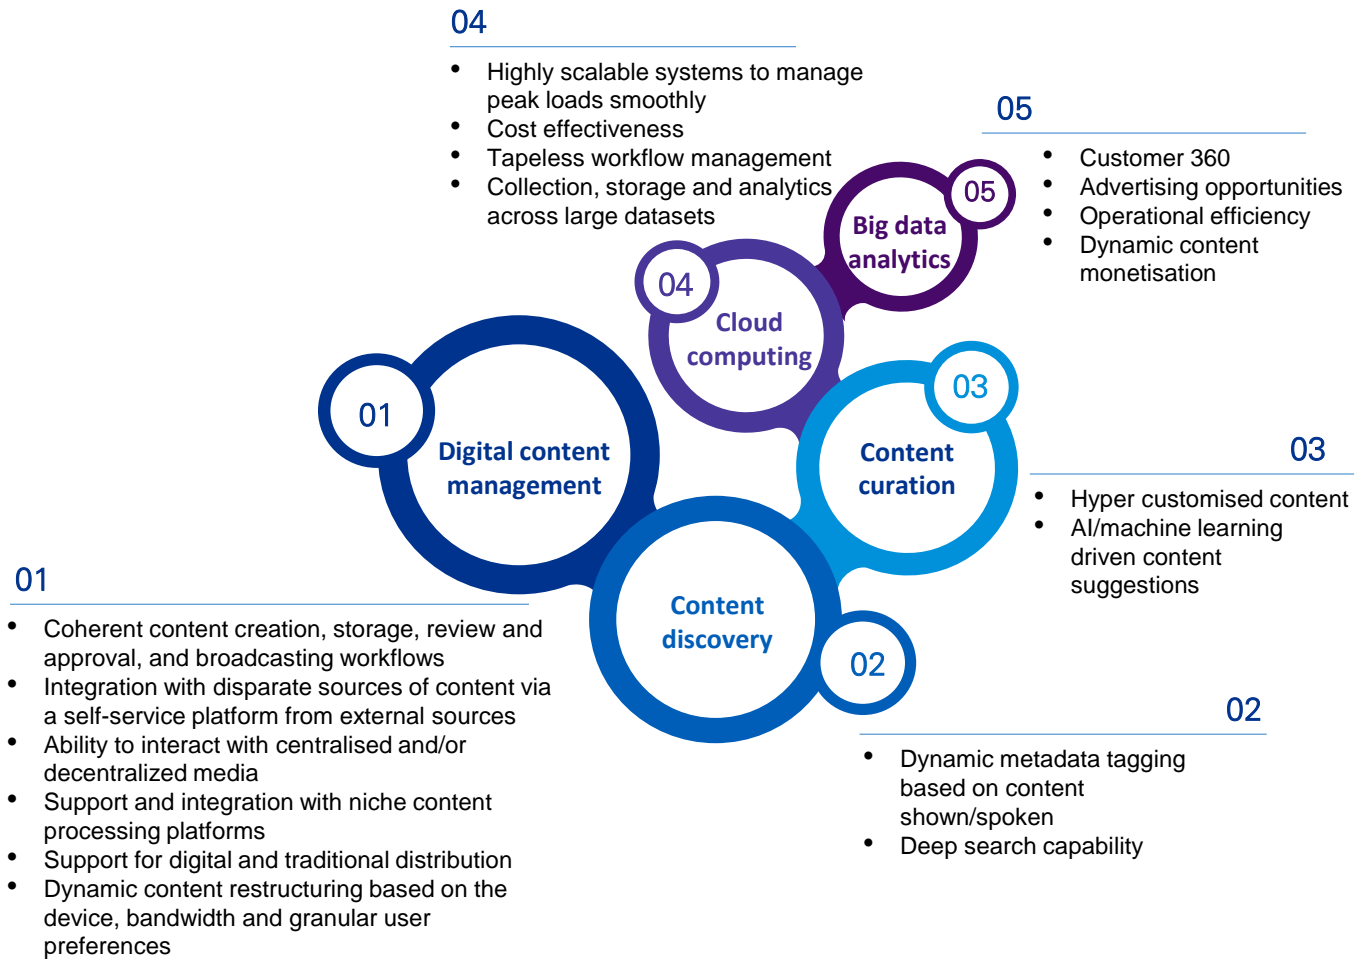 04
• Highly scalable systems to manage
peak loads smoothly
• Cost effectiveness
• Tapeless workflow management
• Collection, storage and analytics
across large datasets
05
• Customer 360
• Advertising opportunities
• Operational efficiency
• Dynamic content
monetisation
05
Big data
analytics
04
Cloud
computing
03
Content
curation
01
Digital content
management
Content
discovery
02
03
• Hyper customised content
• AI/machine learning
driven content
suggestions
01
• Coherent content creation, storage, review and
approval, and broadcasting workflows
• Integration with disparate sources of content via
a self-service platform from external sources
• Ability to interact with centralised and/or
decentralized media
• Support and integration with niche content
processing platforms
• Support for digital and traditional distribution
• Dynamic content restructuring based on the
device, bandwidth and granular user
preferences
02
• Dynamic metadata tagging
based on content
shown/spoken
• Deep search capability